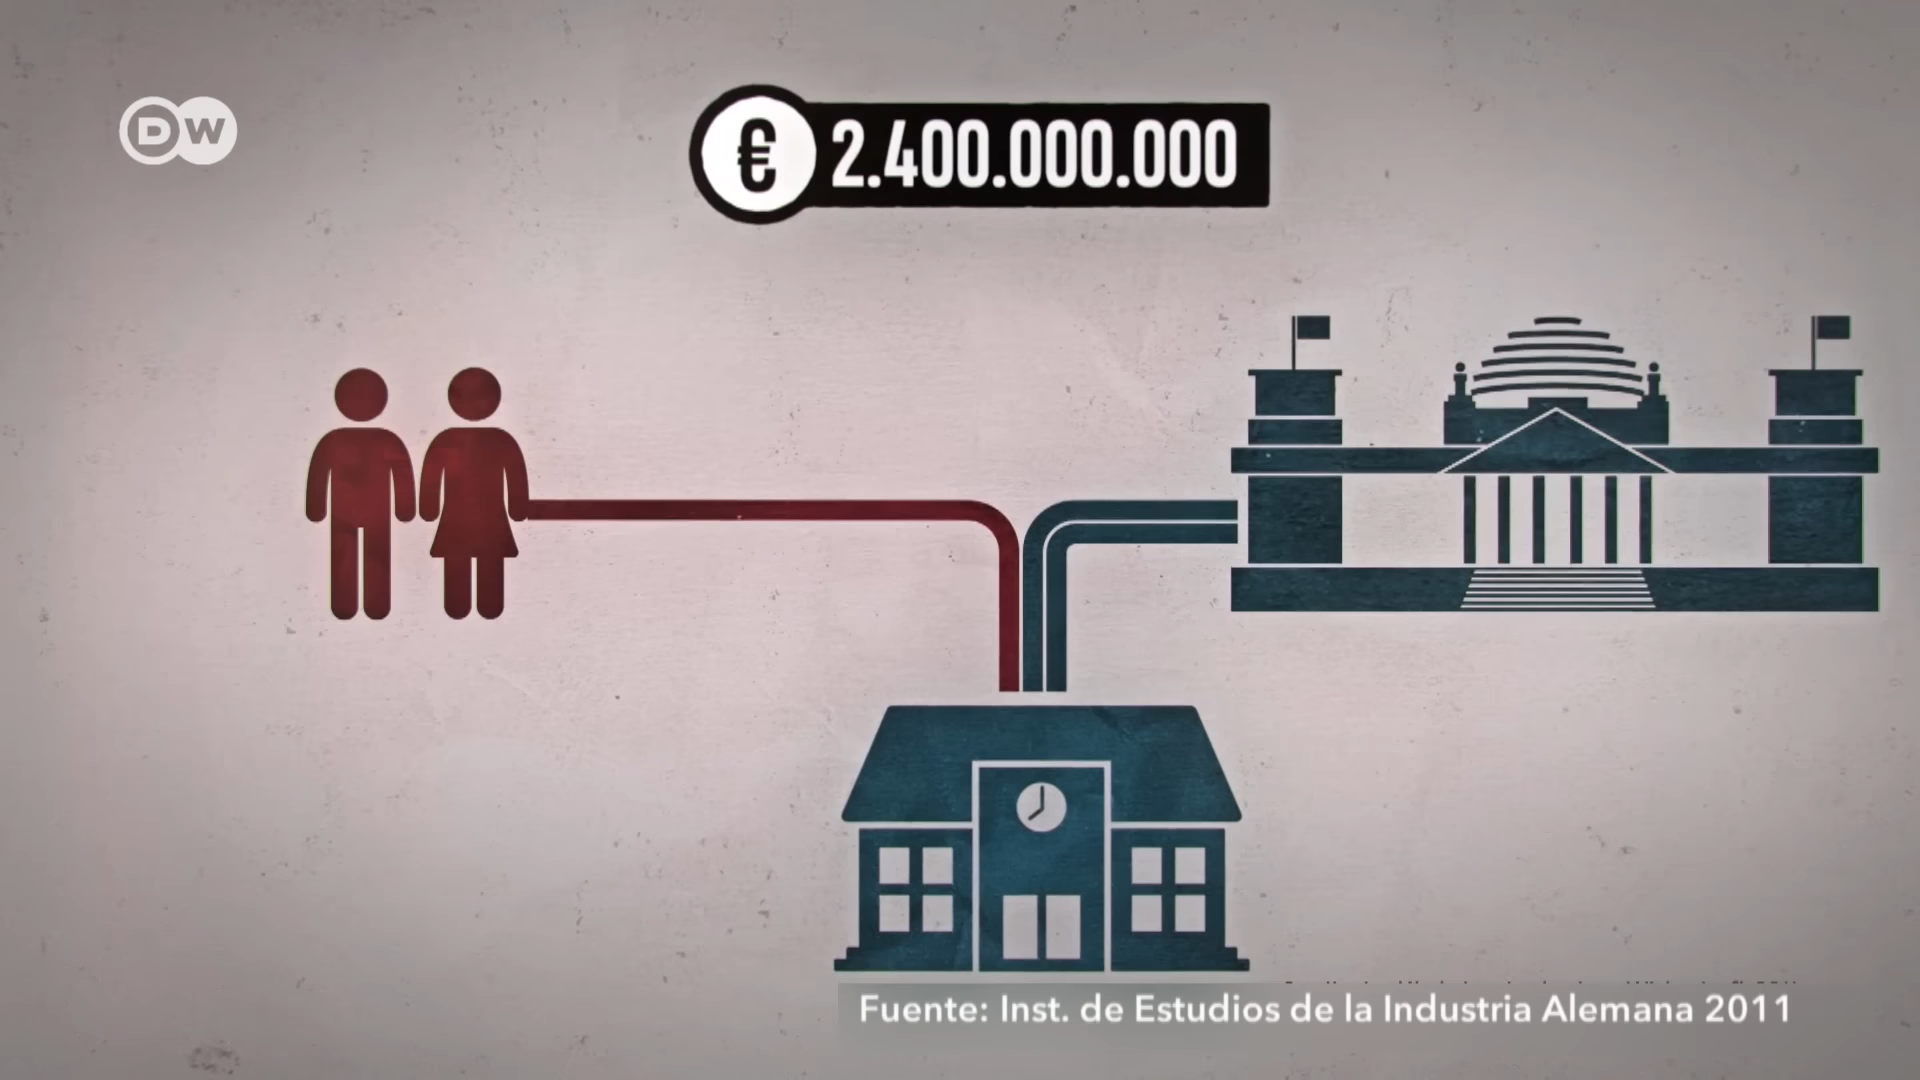 DW
€ 2.400.000.000
Fuente: Inst. de Estudios de la Industria Alemana 2011